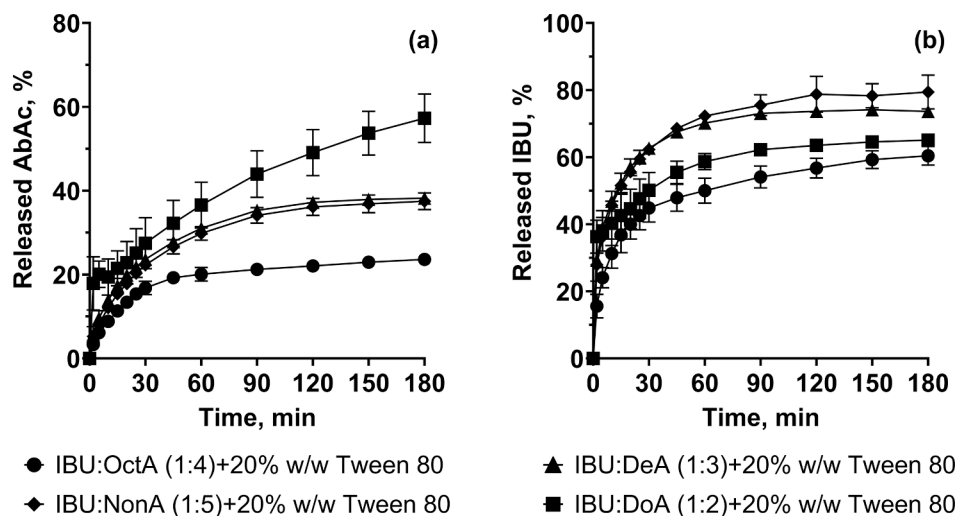 (a)
Released AbAc, %
80
60
40
20
0
0 30 60 90 120 150 180
Time, min
(b)
Released IBU, %
100
80
60
40
20
0
0 30 60 90 120 150 180
Time, min
IBU:OctA (1:4)+20% w/w Tween 80
IBU:DeA (1:3)+20% w/w Tween 80
IBU:NonA (1:5)+20% w/w Tween 80
IBU:DoA (1:2)+20% w/w Tween 80